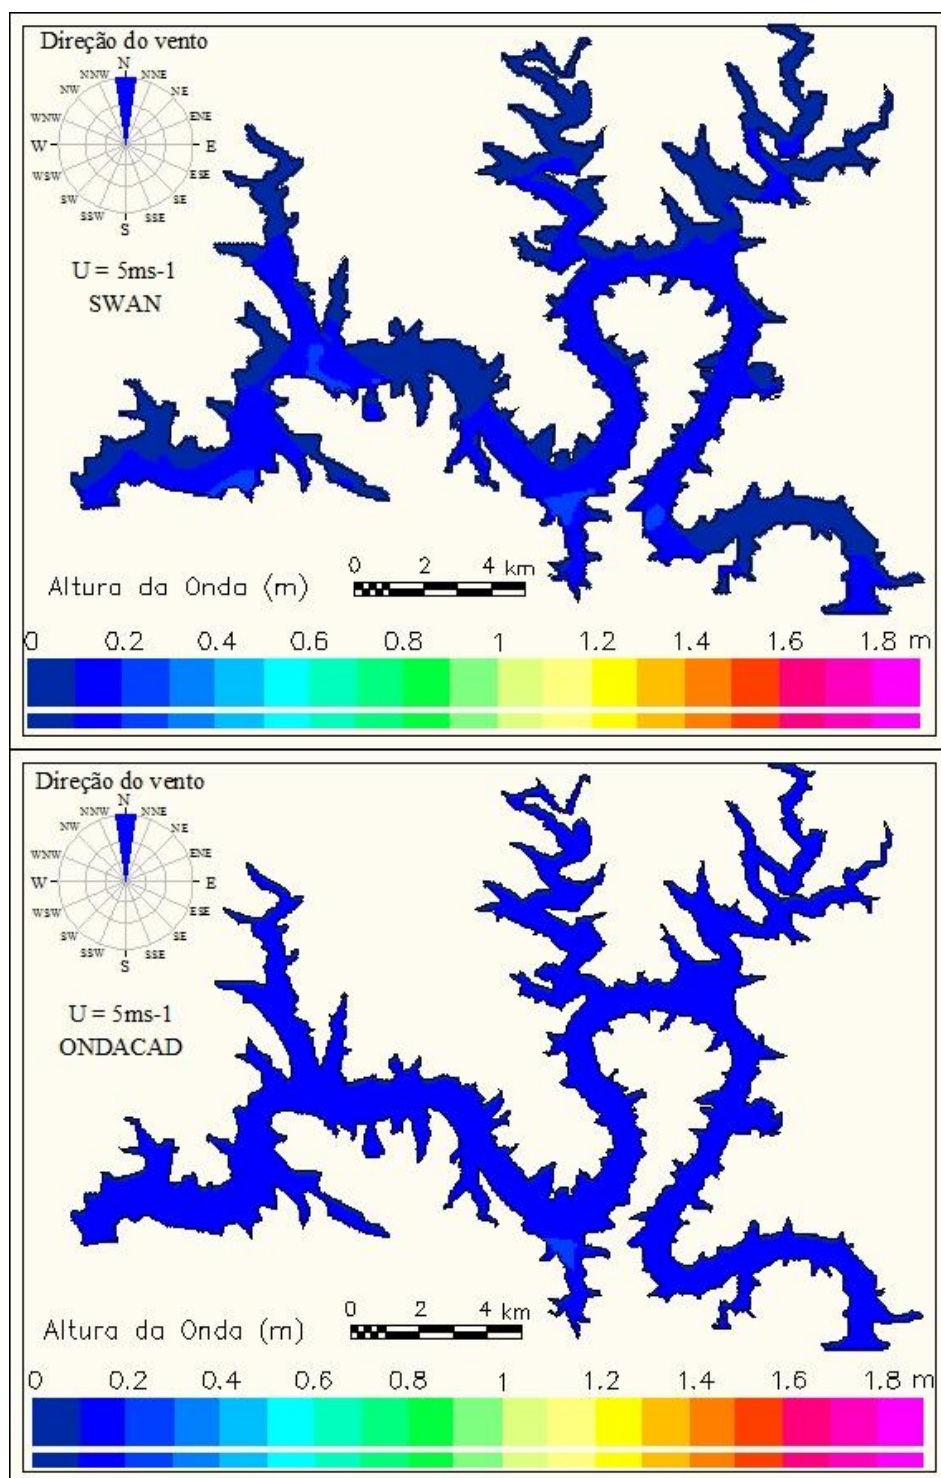 Direção do vento
N
NNW NNE
NW NE
WNW ENE
W E
WSW ESE
SW SE
SSW SSE
S
U = 5ms-1
SWAN
0 2 4 km
Altura da Onda (m)
0 0.2 0.4 0.6 0.8 1 1.2 1.4 1.6 1.8 m
Direção do vento
N
NNW NNE
NW NE
WNW ENE
W E
WSW ESE
SW SE
SSW SSE
S
U = 5ms-1
ONDACAD
0 2 4 km
Altura da Onda (m)
0 0.2 0.4 0.6 0.8 1 1.2 1.4 1.6 1.8 m